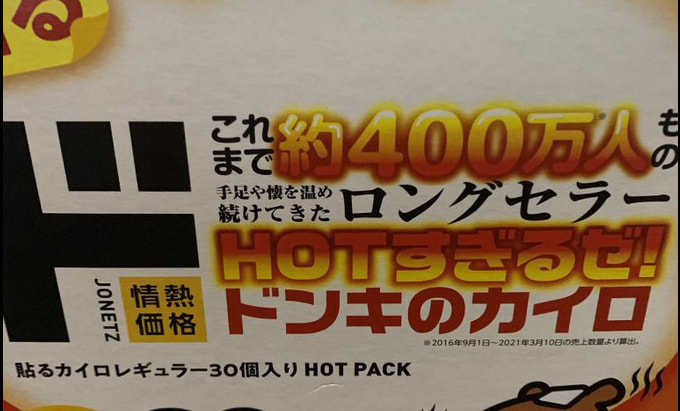 る
ド
JONETZ
情熱
価格
これ
まで
約400万人
も
の
手足や懐を温め
続けてきた
ロングセラー
HOTすぎるゼ!
ドンキのカイロ
※2016年9月1日〜2021年3月10日の売上数量より算出。
貼るカイロレギュラー30個入り HOT PACK